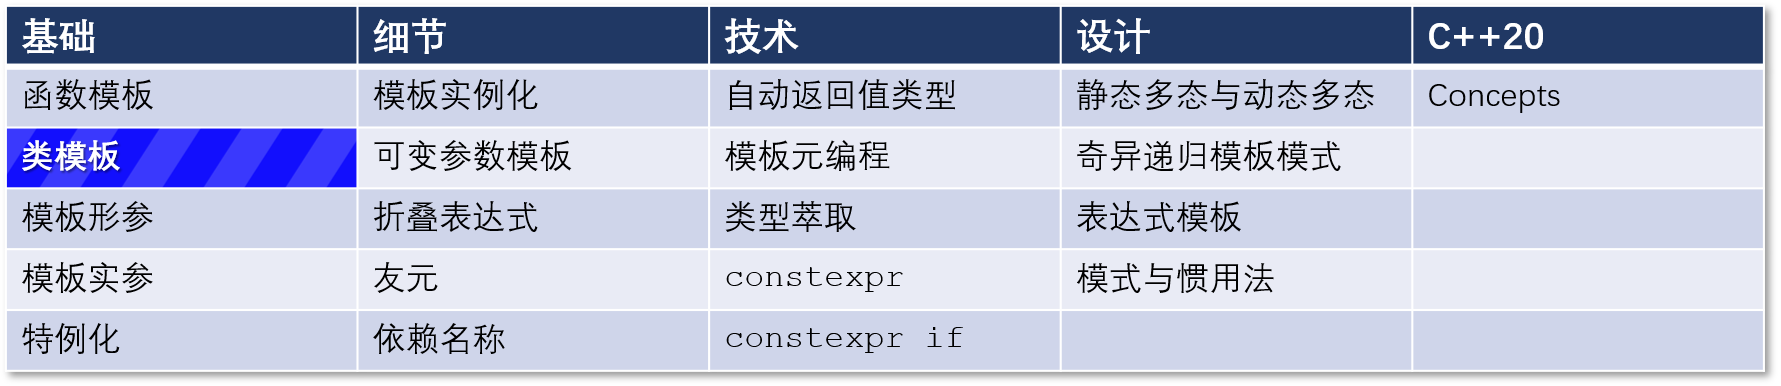 基础 细节 技术 设计 C++20
函数模板 模板实例化 自动返回值类型 静态多态与动态多态 Concepts
类模板 可变参数模板 模板元编程 奇异递归模板模式
模板形参 折叠表达式 类型萃取 表达式模板
模板实参 友元 constexpr 模式与惯用法
特例化 依赖名称 constexpr if